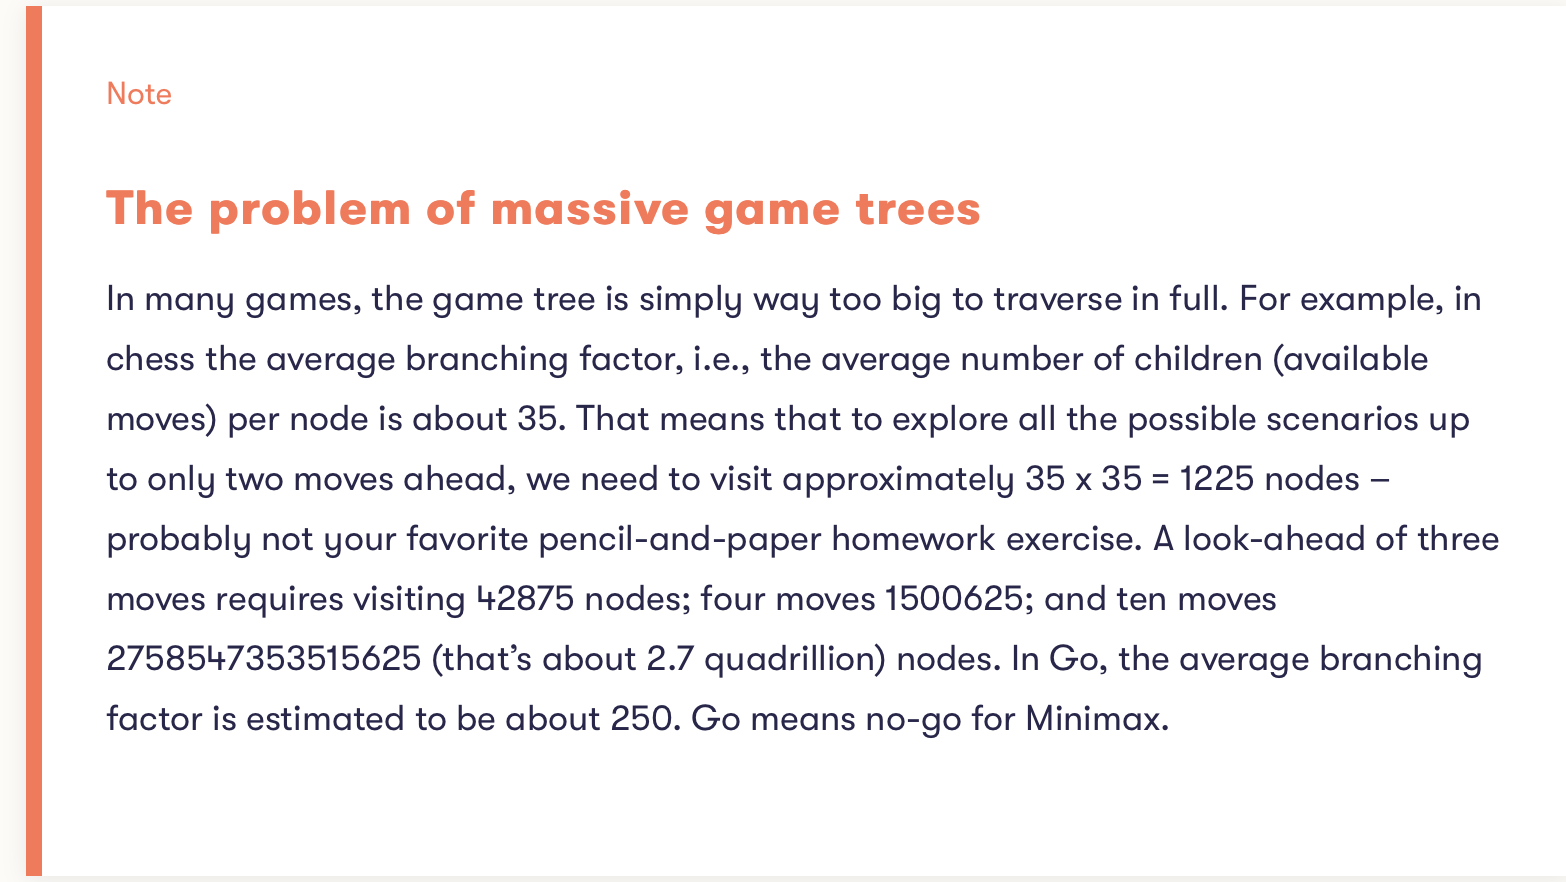 Note
The problem of massive game trees
In many games, the game tree is simply way too big to traverse in full. For example, in
chess the average branching factor, i.e., the average number of children (available
moves) per node is about 35. That means that to explore all the possible scenarios up
to only two moves ahead, we need to visit approximately 35 x 35 = 1225 nodes –
probably not your favorite pencil-and-paper homework exercise. A look-ahead of three
moves requires visiting 42875 nodes; four moves 1500625; and ten moves
2758547353515625 (that’s about 2.7 quadrillion) nodes. In Go, the average branching
factor is estimated to be about 250. Go means no-go for Minimax.